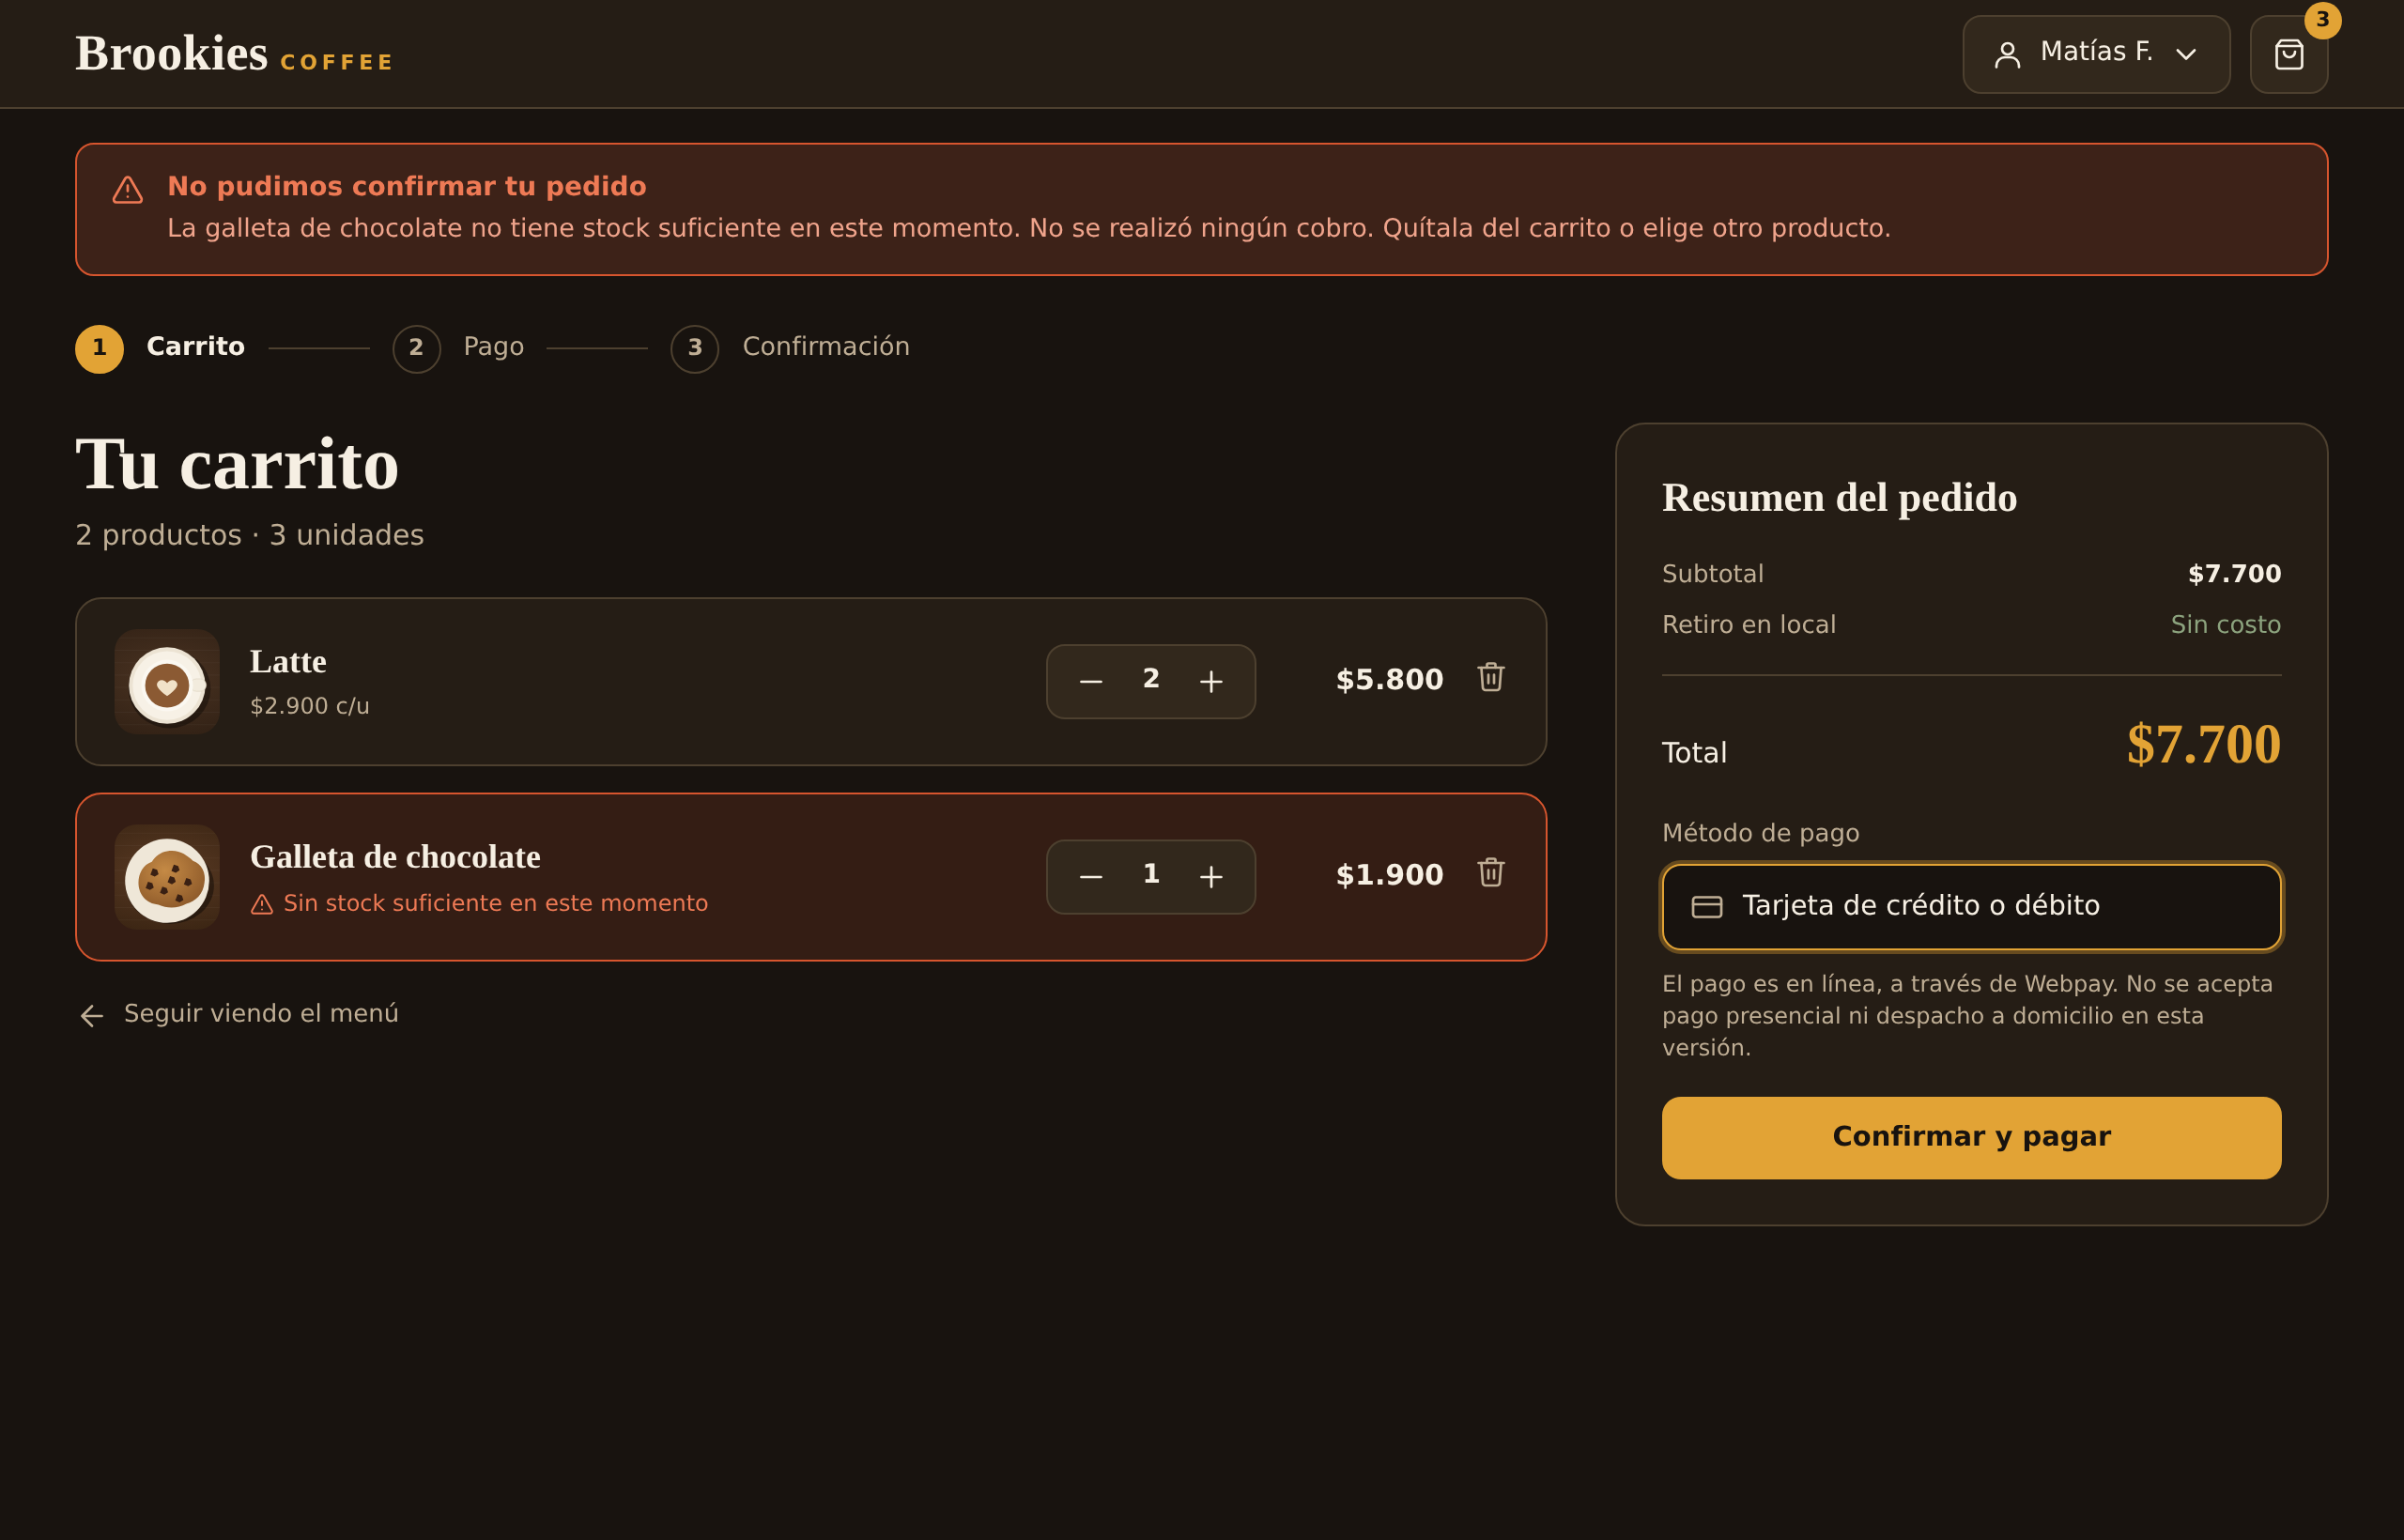 Brookies COFFEE
Matías F.
3
No pudimos confirmar tu pedido
La galleta de chocolate no tiene stock suficiente en este momento. No se realizó ningún cobro. Quítala del carrito o elige otro producto.
1 Carrito 2 Pago 3 Confirmación
Tu carrito
2 productos · 3 unidades
Latte
$2.900 c/u
2
$5.800
Galleta de chocolate
Sin stock suficiente en este momento
1
$1.900
Seguir viendo el menú
Resumen del pedido
Subtotal $7.700
Retiro en local Sin costo
Total $7.700
Método de pago
Tarjeta de crédito o débito
El pago es en línea, a través de Webpay. No se acepta
pago presencial ni despacho a domicilio en esta
versión.
Confirmar y pagar